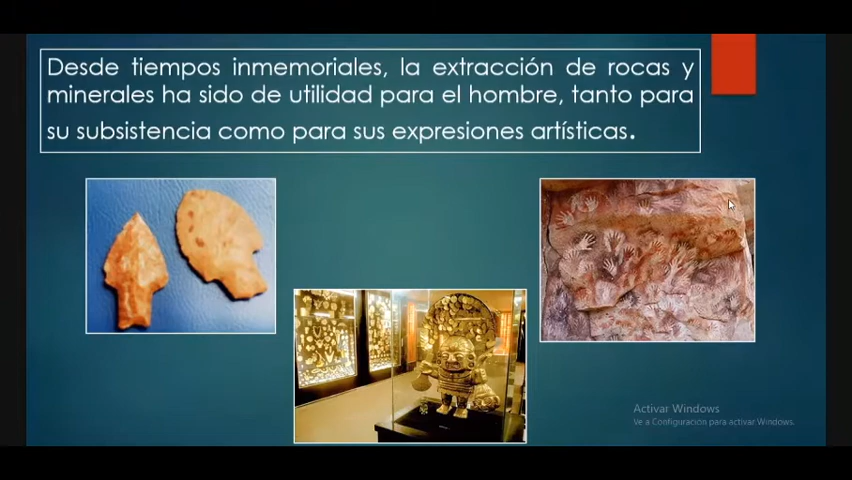 Desde tiempos inmemoriales, la extracción de rocas y
minerales ha sido de utilidad para el hombre, tanto para
su subsistencia como para sus expresiones artísticas.
Activar Windows
Ve a Configuración para activar Windows.